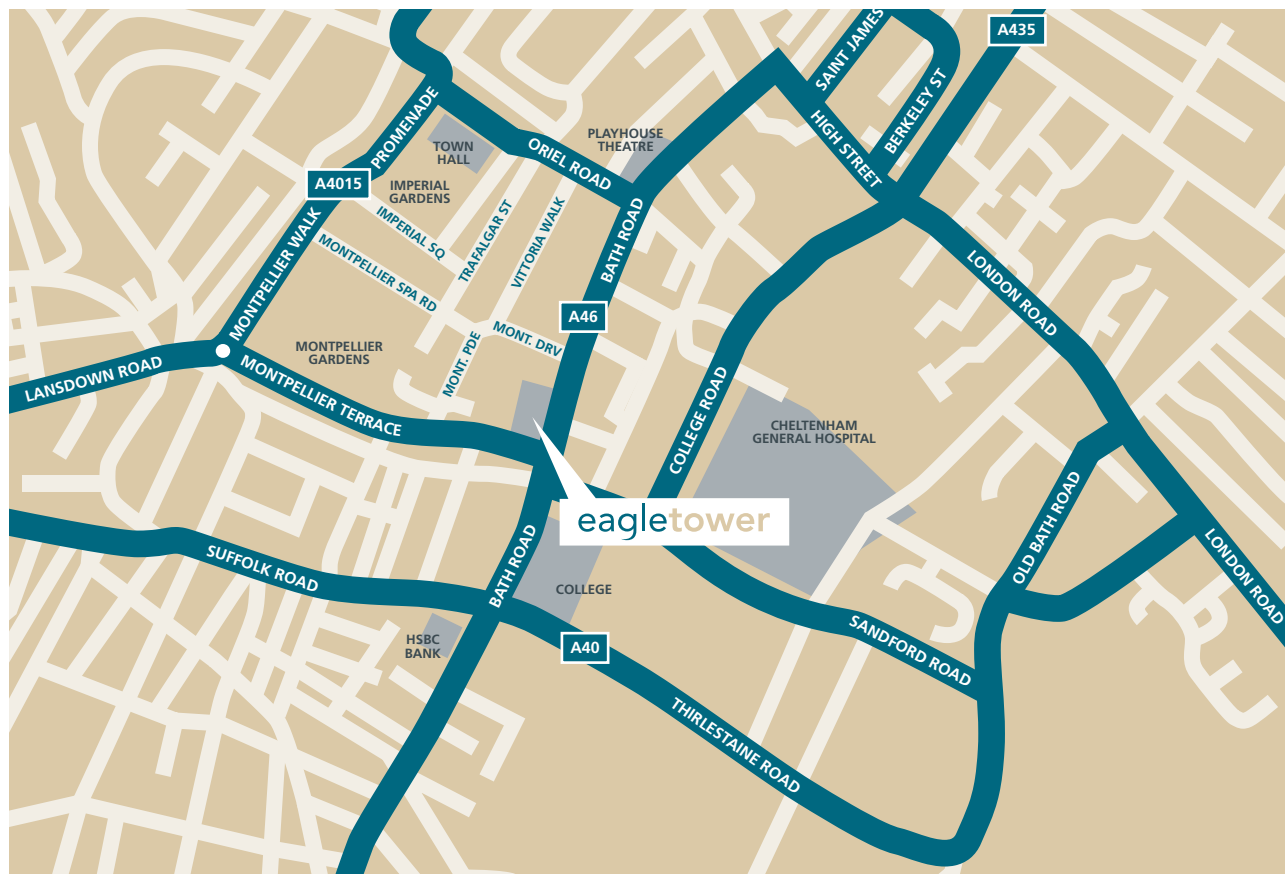 A435
SAINT JAMES
BERKELEY ST
HIGH STREET
PROMENADE
TOWN
HALL
PLAYHOUSE
THEATRE
ORIEL ROAD
A4015
IMPERIAL
GARDENS
IMPERIAL SQ
TRAFALGAR ST
VITTORIA WALK
BATH ROAD
MONTPELLIER WALK
MONTPELLIER SPA RD
A46
LONDON ROAD
MONT. DRV
MONT. PDE
MONTPELLIER
GARDENS
LANSDOWN ROAD
MONTPELLIER TERRACE
COLLEGE ROAD
CHELTENHAM
GENERAL HOSPITAL
eagletower
OLD BATH ROAD
LONDON ROAD
SUFFOLK ROAD
BATH ROAD
COLLEGE
HSBC
BANK
A40
SANDFORD ROAD
THIRLESTAINE ROAD